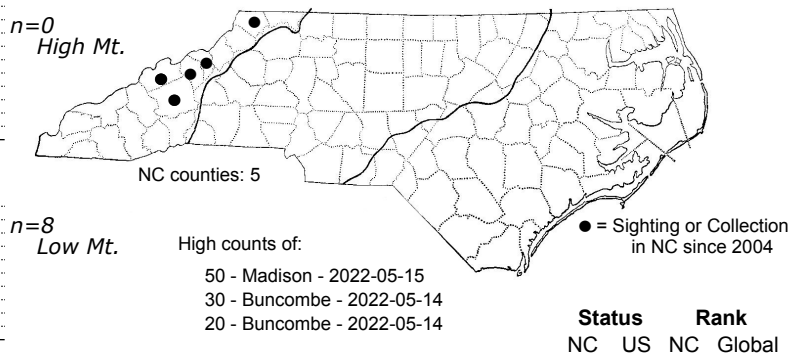 n=0
High Mt.
NC counties: 5
n=8
Low Mt.
High counts of:
50 - Madison - 2022-05-15
30 - Buncombe - 2022-05-14
20 - Buncombe - 2022-05-14
● = Sighting or Collection
in NC since 2004
Status Rank
NC US NC Global